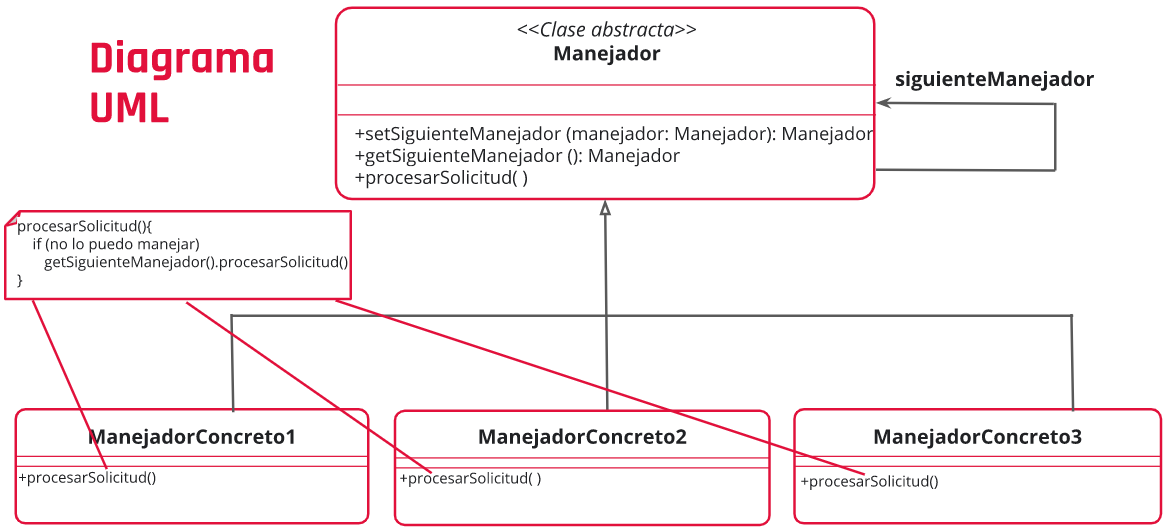 Diagrama
UML
<<Clase abstracta>>
Manejador
siguienteManejador
+setSiguienteManejador (manejador: Manejador): Manejador
+getSiguienteManejador (): Manejador
+procesarSolicitud( )
procesarSolicitud(){
if (no lo puedo manejar)
getSiguienteManejador().procesarSolicitud()
}
ManejadorConcreto1
+procesarSolicitud()
ManejadorConcreto2
+procesarSolicitud( )
ManejadorConcreto3
+procesarSolicitud()